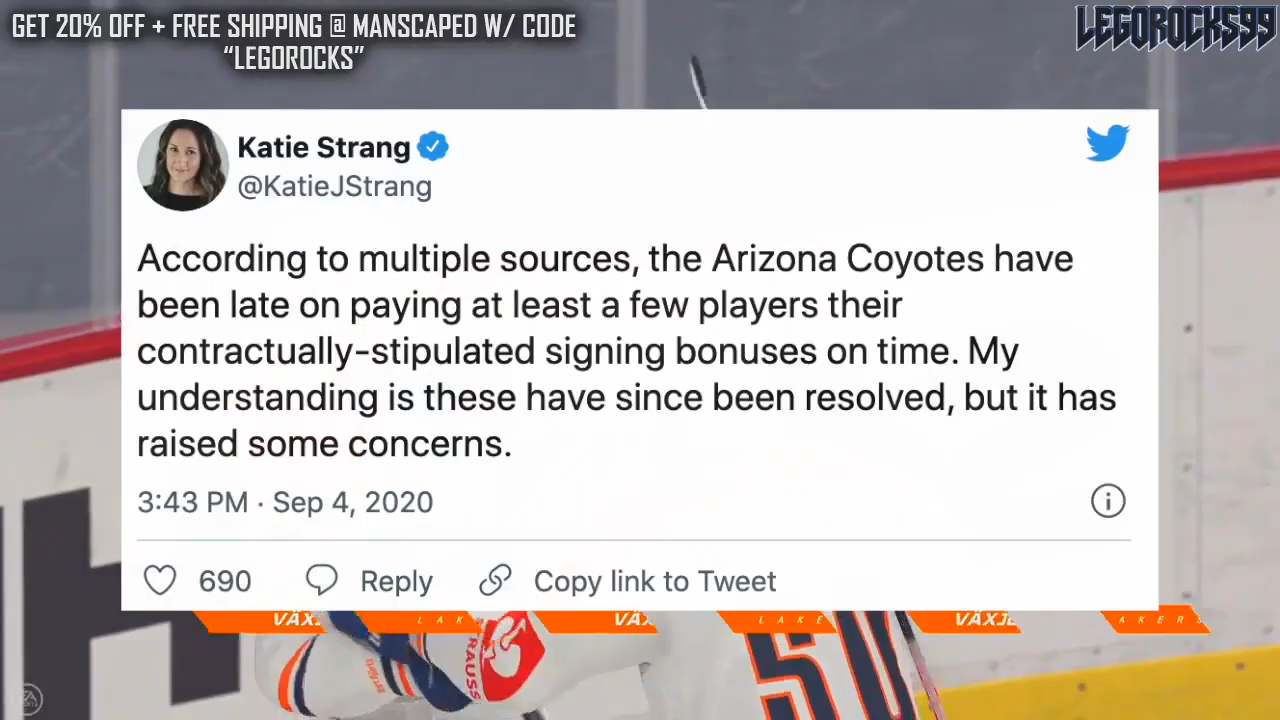 GET 20% OFF + FREE SHIPPING @ MANSCAPED W/ CODE
“LEGOROCKS”
LEGOROCKS99
Katie Strang
@KatieJStrang
According to multiple sources, the Arizona Coyotes have
been late on paying at least a few players their
contractually-stipulated signing bonuses on time. My
understanding is these have since been resolved, but it has
raised some concerns.
3:43 PM · Sep 4, 2020
690 Reply Copy link to Tweet